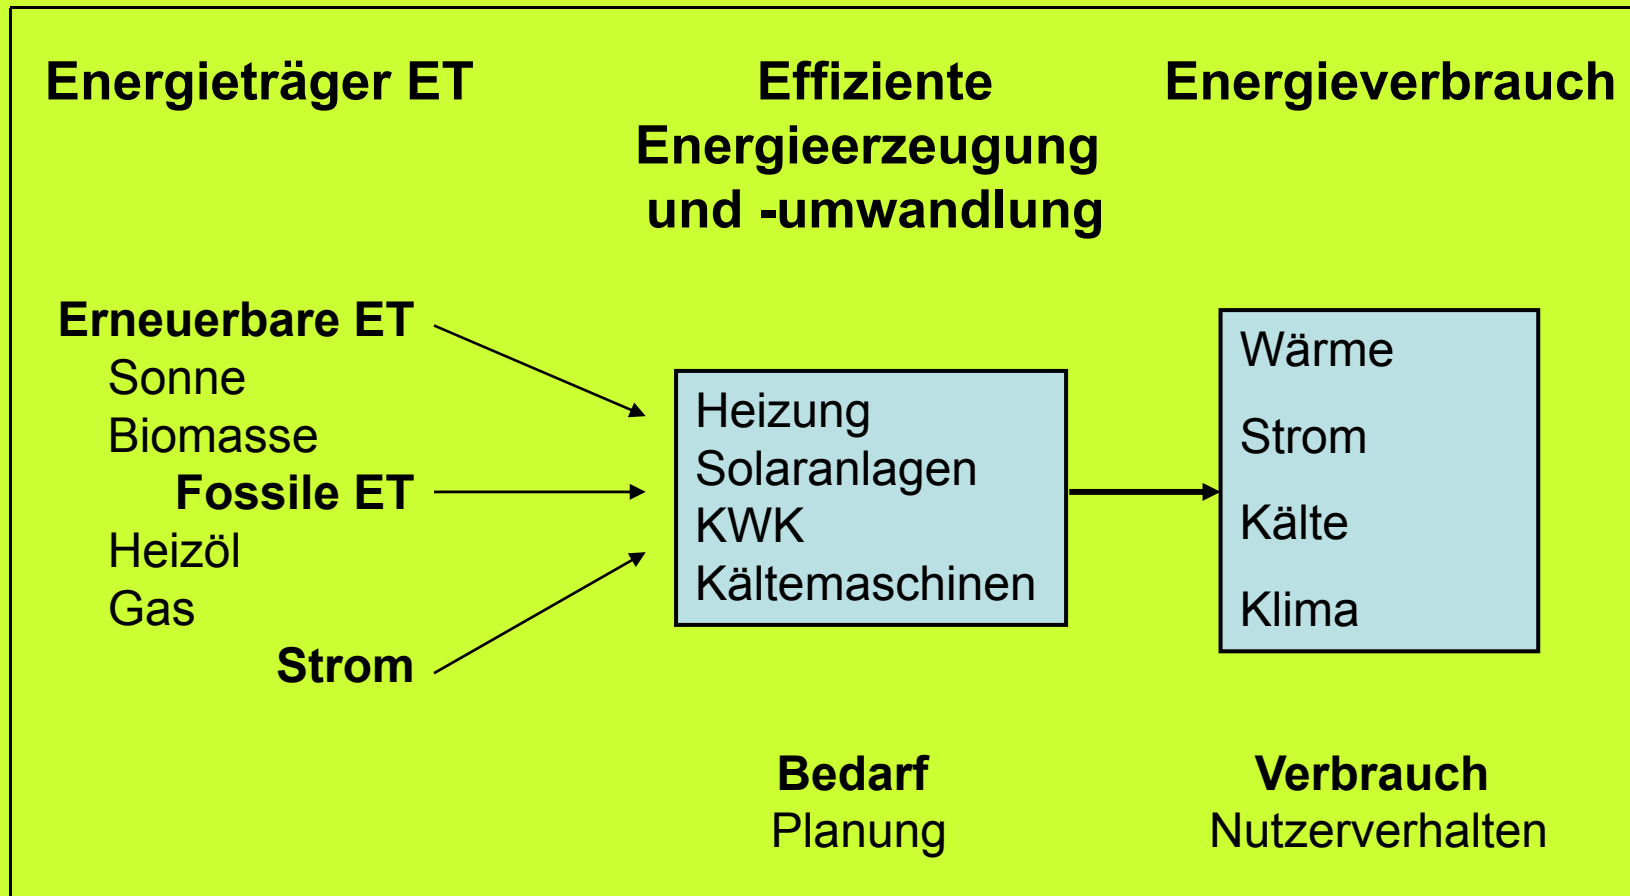 Energieträger ET
Effiziente
Energieerzeugung
und -umwandlung
Energieverbrauch
Erneuerbare ET
Sonne
Biomasse
Fossile ET
Heizöl
Gas
Strom
Heizung
Solaranlagen
KWK
Kältemaschinen
Wärme
Strom
Kälte
Klima
Bedarf
Planung
Verbrauch
Nutzerverhalten